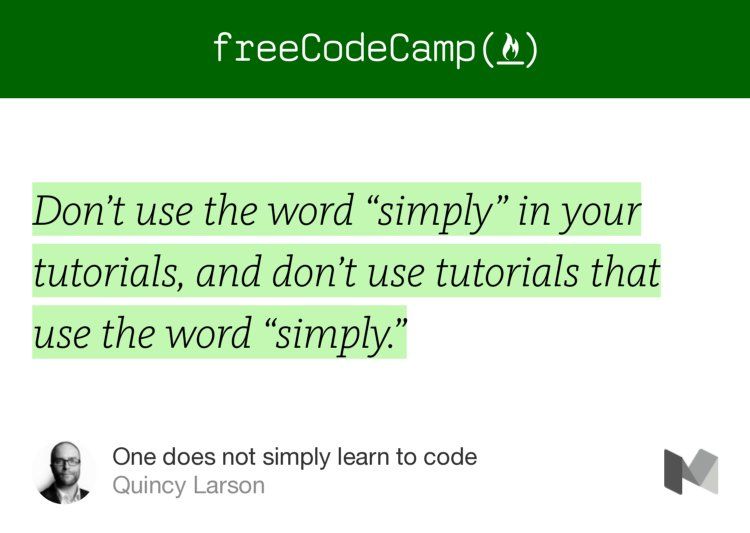 freeCodeCamp()
Don’t use the word “simply” in your
tutorials, and don’t use tutorials that
use the word “simply.”
One does not simply learn to code
Quincy Larson